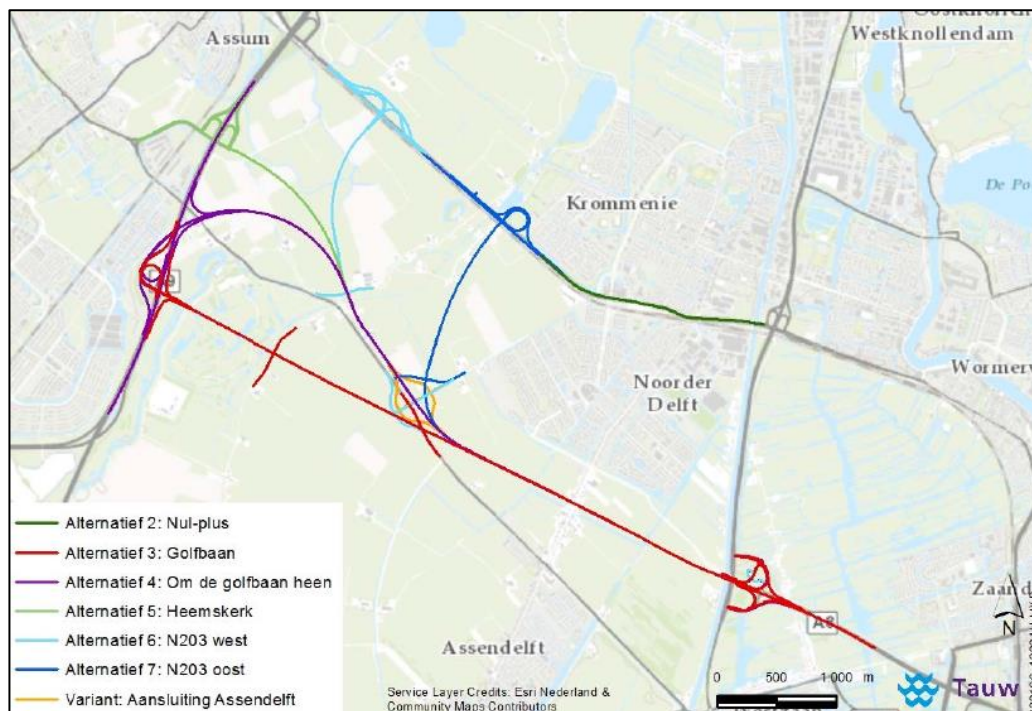 Assum
Westknollendam
Krommenie
De Po
Noorder
Delft
Wormer
A8
Zaand
Assendelft
N
Alternatief 2: Nul-plus
Alternatief 3: Golfbaan
Alternatief 4: Om de golfbaan heen
Alternatief 5: Heemskerk
Alternatief 6: N203 west
Alternatief 7: N203 oost
Variant: Aansluiting Assendelft
Service Layer Credits: Esri Nederland &
Community Maps Contributors
0 500 1 000 m
Tauw